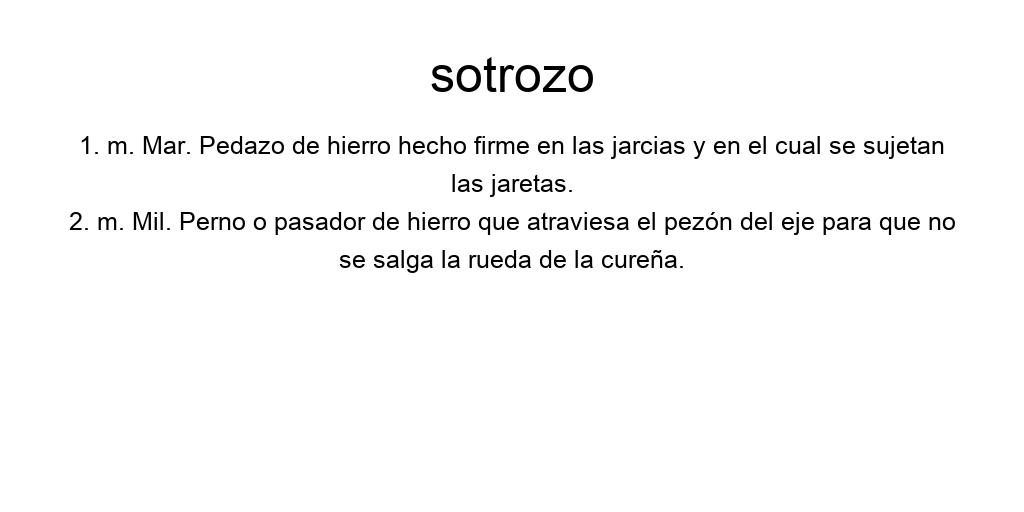 sotrozo
1. m. Mar. Pedazo de hierro hecho firme en las jarcias y en el cual se sujetan
las jaretas.
2. m. Mil. Perno o pasador de hierro que atraviesa el pezón del eje para que no
se salga la rueda de la cureña.